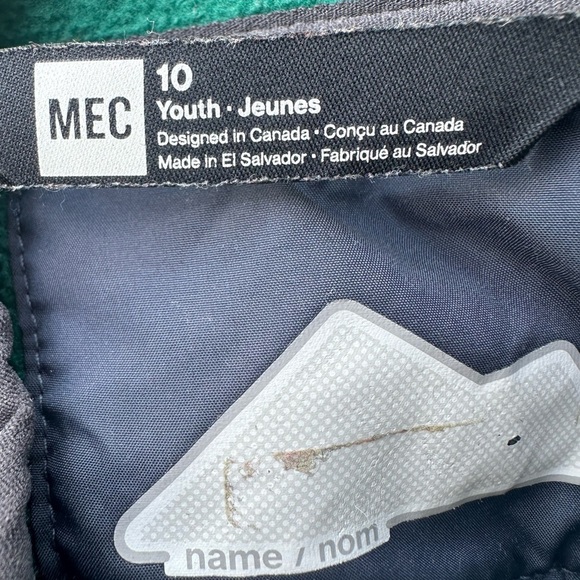 MEC
10
Youth · Jeunes
Designed in Canada · Conçu au Canada
Made in El Salvador · Fabriqué au Salvador
name / nom